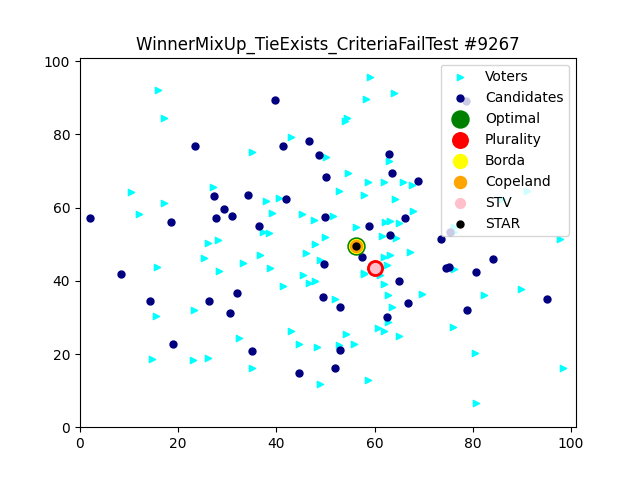 WinnerMixUp_TieExists_CriteriaFailTest #9267
100
80
60
40
20
0
0 20 40 60 80 100
Voters
Candidates
Optimal
Plurality
Borda
Copeland
STV
STAR